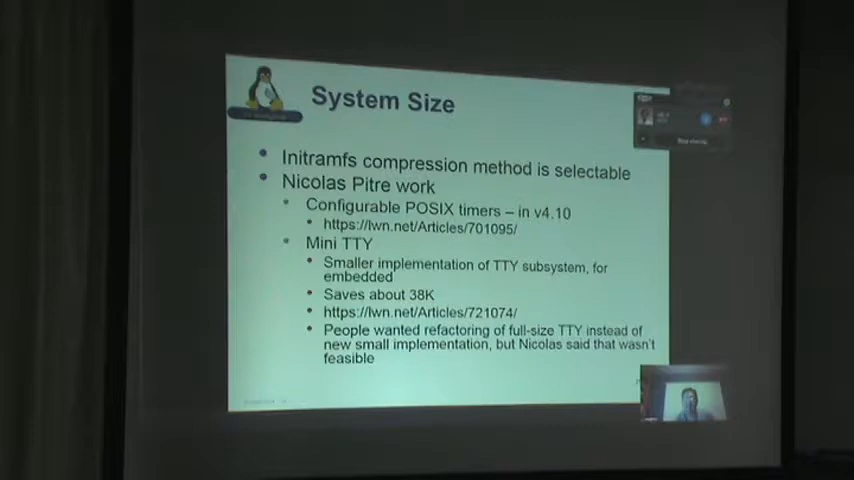 System Size
Initramfs compression method is selectable
Nicolas Pitre work
Configurable POSIX timers – in v4.10
https://lwn.net/Articles/701095/
Mini TTY
Smaller implementation of TTY subsystem, for
embedded
Saves about 38K
https://lwn.net/Articles/721074/
People wanted refactoring of full-size TTY instead of
new small implementation, but Nicolas said that wasn't
feasible